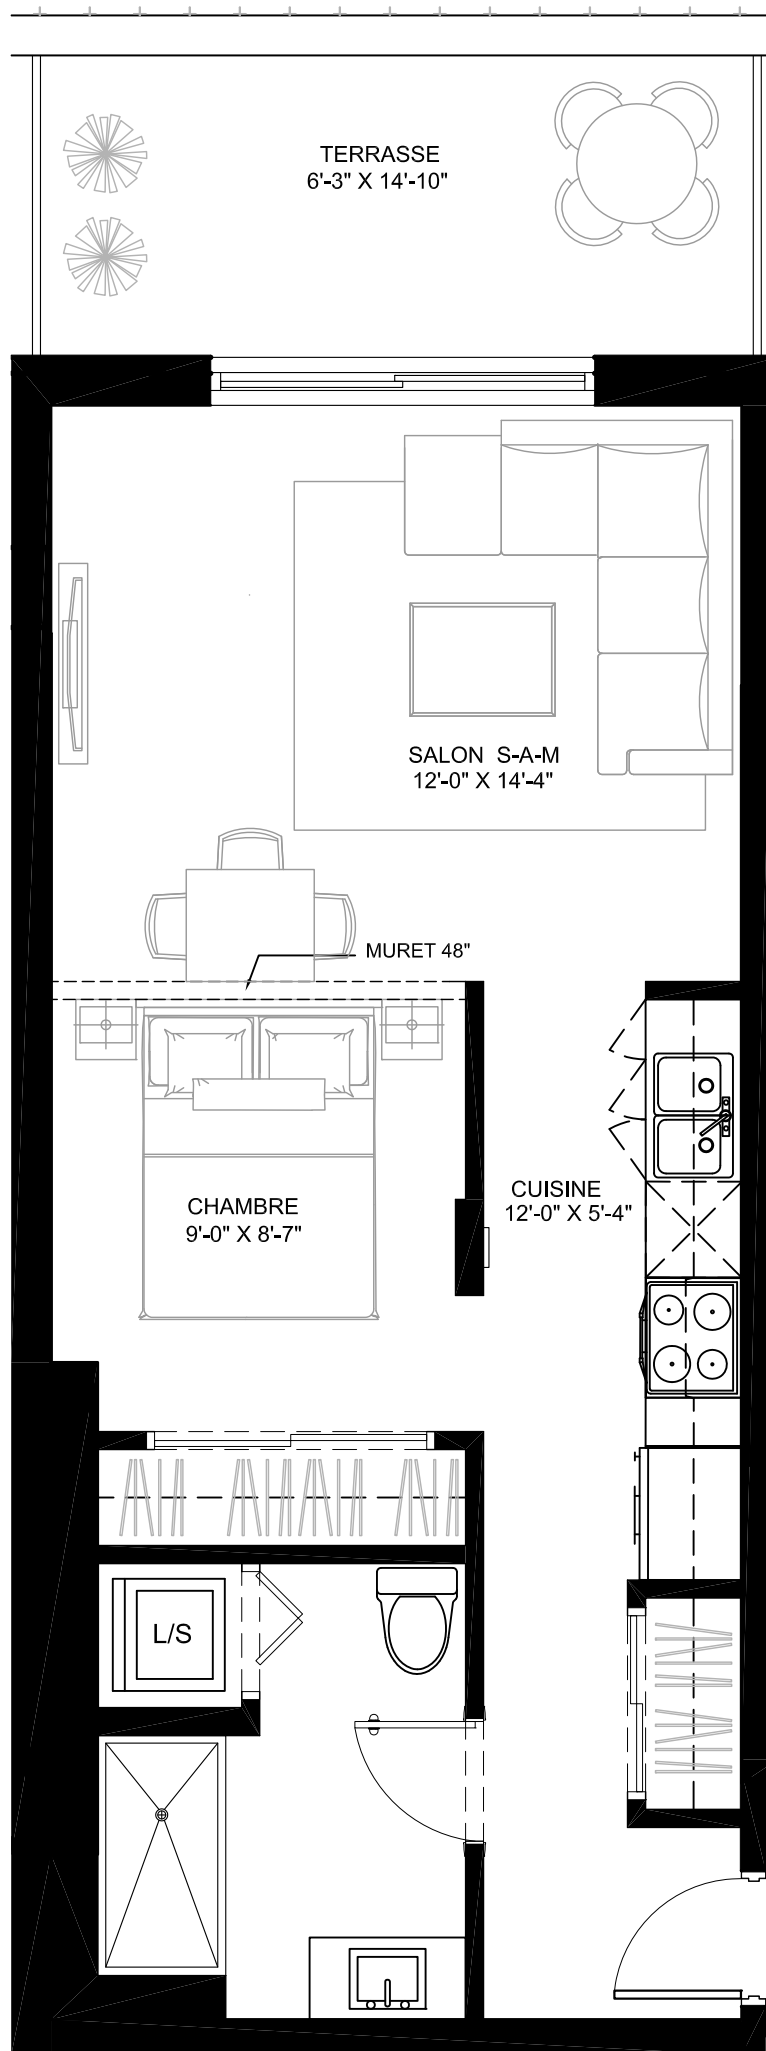 TERRASSE
6'-3" X 14'-10"
SALON S-A-M
12'-0" X 14'-4"
MURET 48"
CUISINE
12'-0" X 5'-4"
CHAMBRE
9'-0" X 8'-7"
L/S